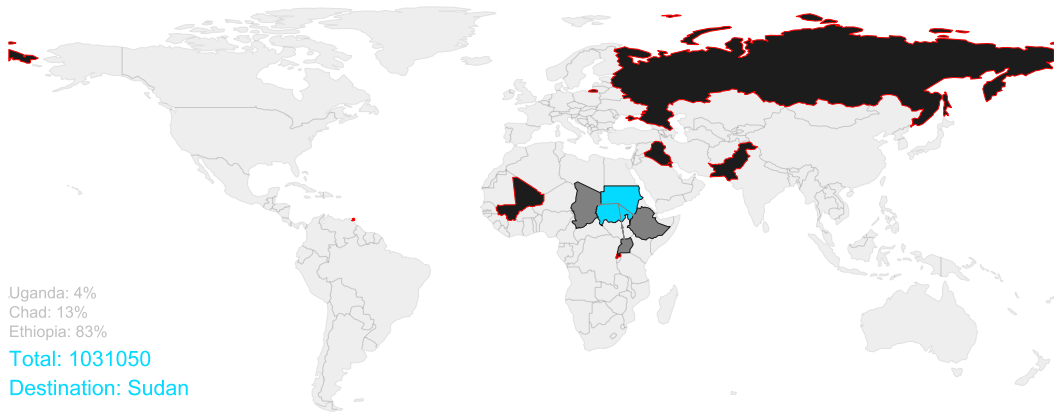 Uganda: 4%
Chad: 13%
Ethiopia: 83%
Total: 1031050
Destination: Sudan